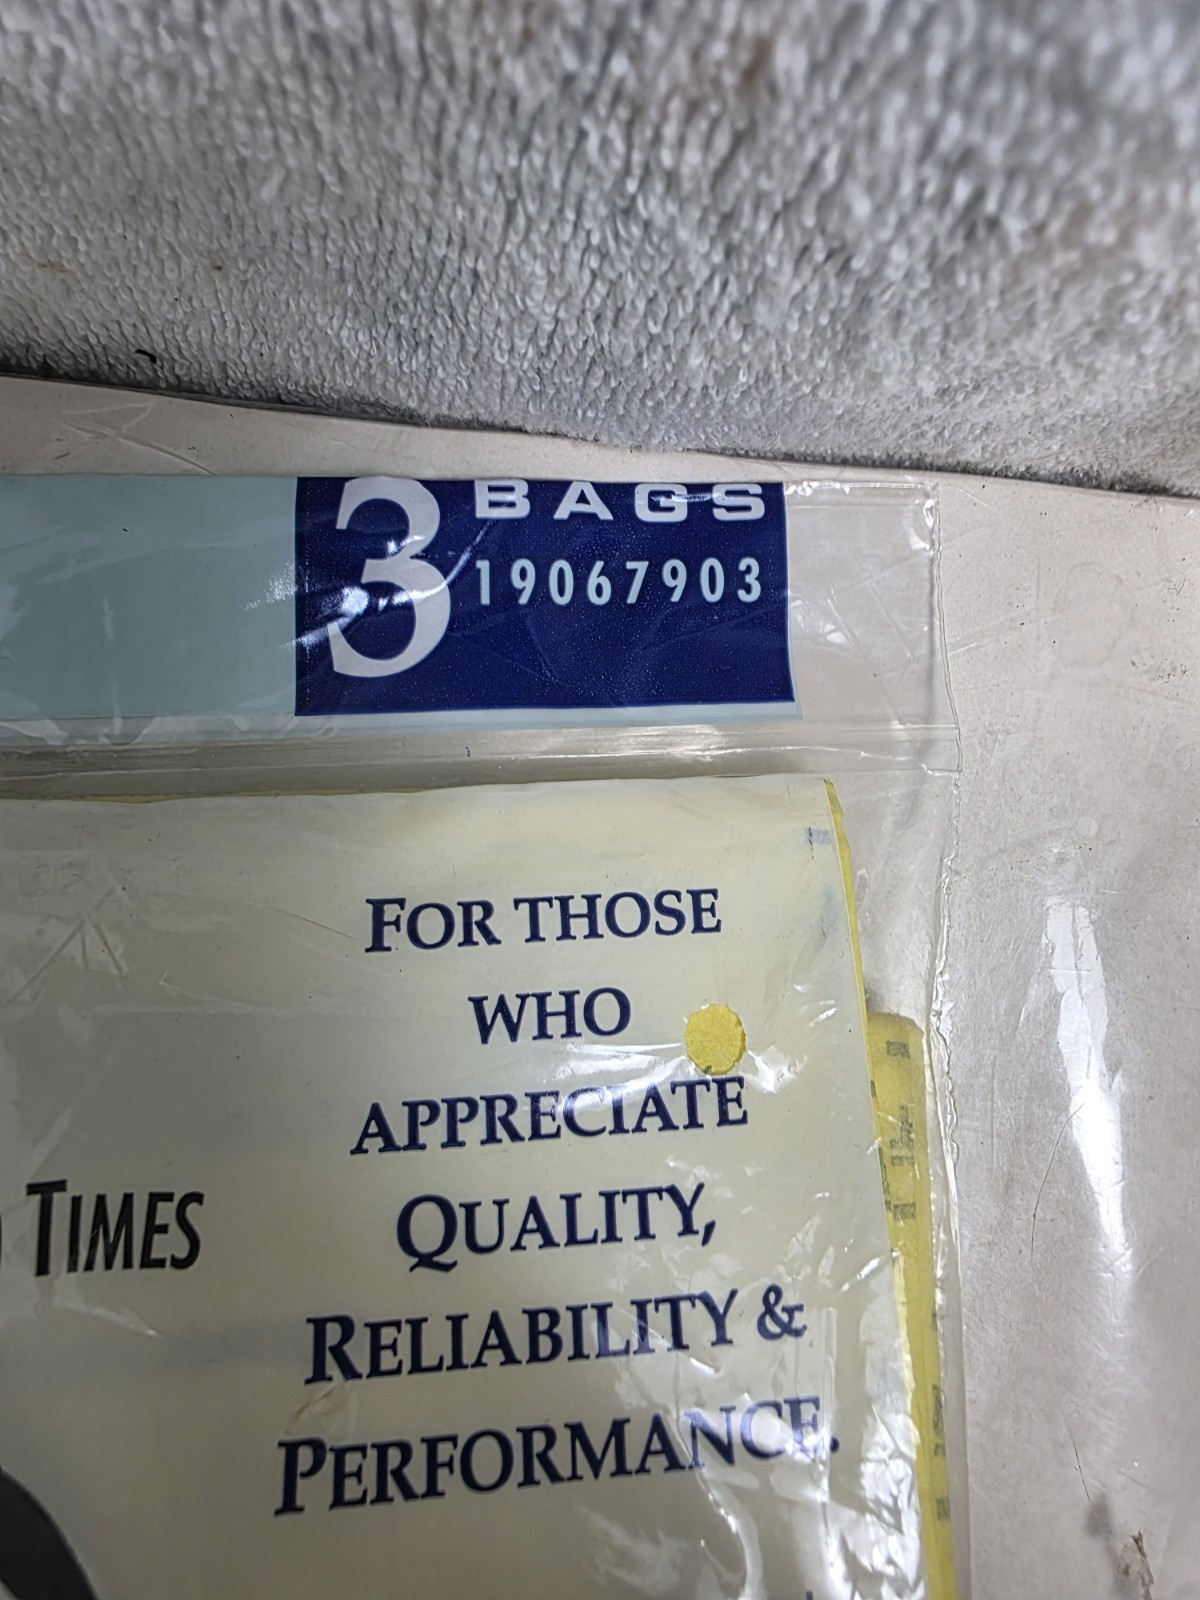 3 BAGS
19067903
FOR THOSE
WHO
APPRECIATE
QUALITY,
RELIABILITY &
PERFORMANCE.
TIMES